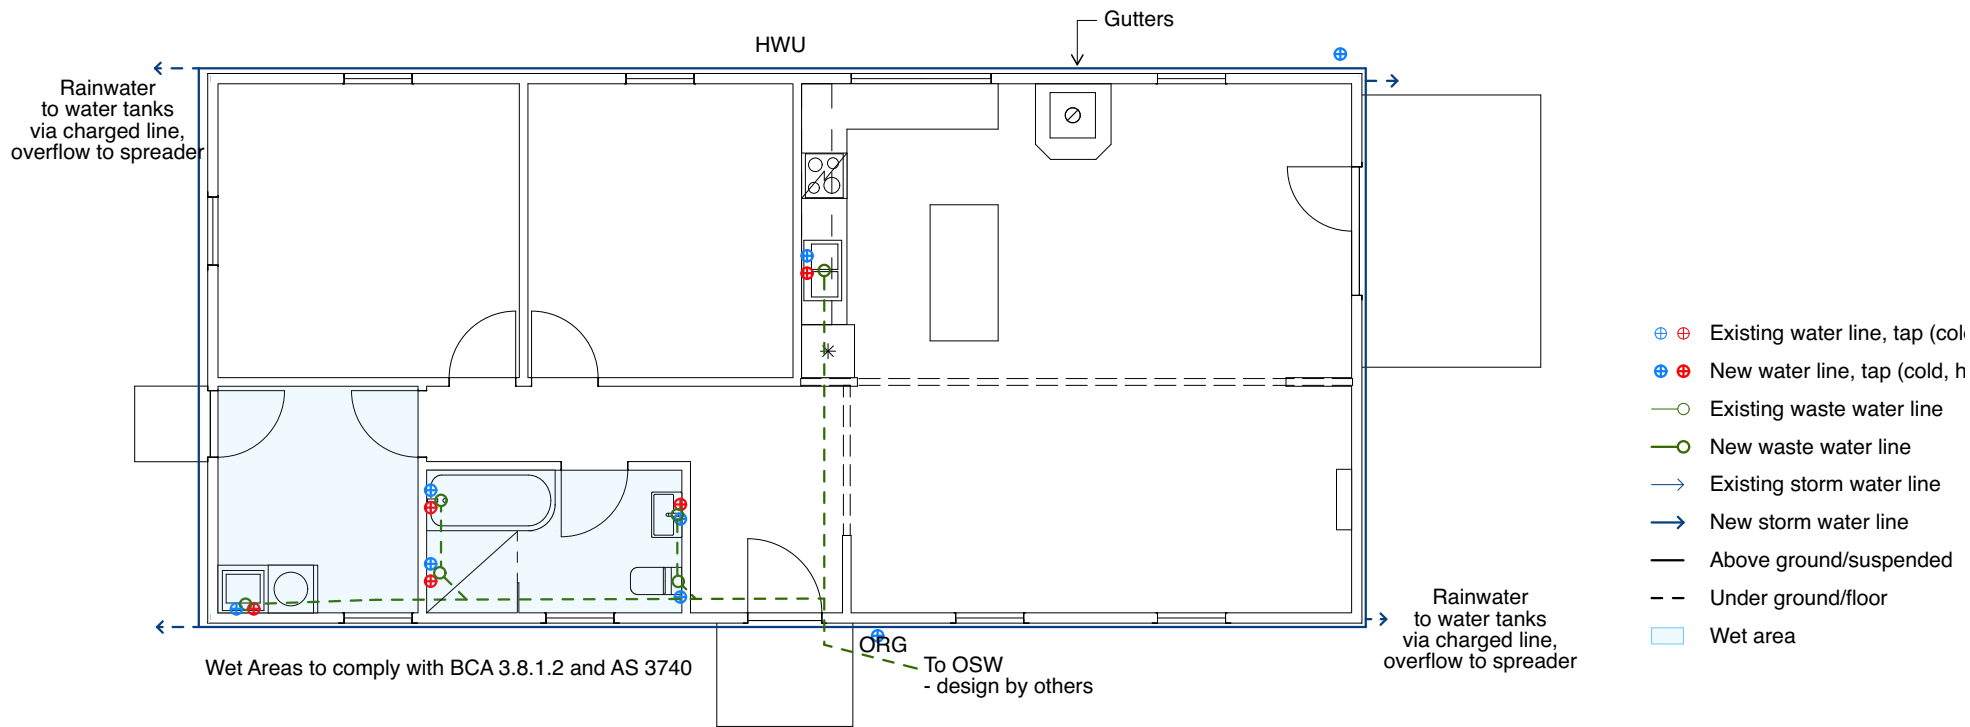 Gutters
HWU
Rainwater
to water tanks
via charged line,
overflow to spreader
Existing water line, tap (col
New water line, tap (cold, h
Existing waste water line
New waste water line
Existing storm water line
New storm water line
Above ground/suspended
Under ground/floor
Wet area
Rainwater
to water tanks
via charged line,
overflow to spreader
ORG
To OSW
- design by others
Wet Areas to comply with BCA 3.8.1.2 and AS 3740